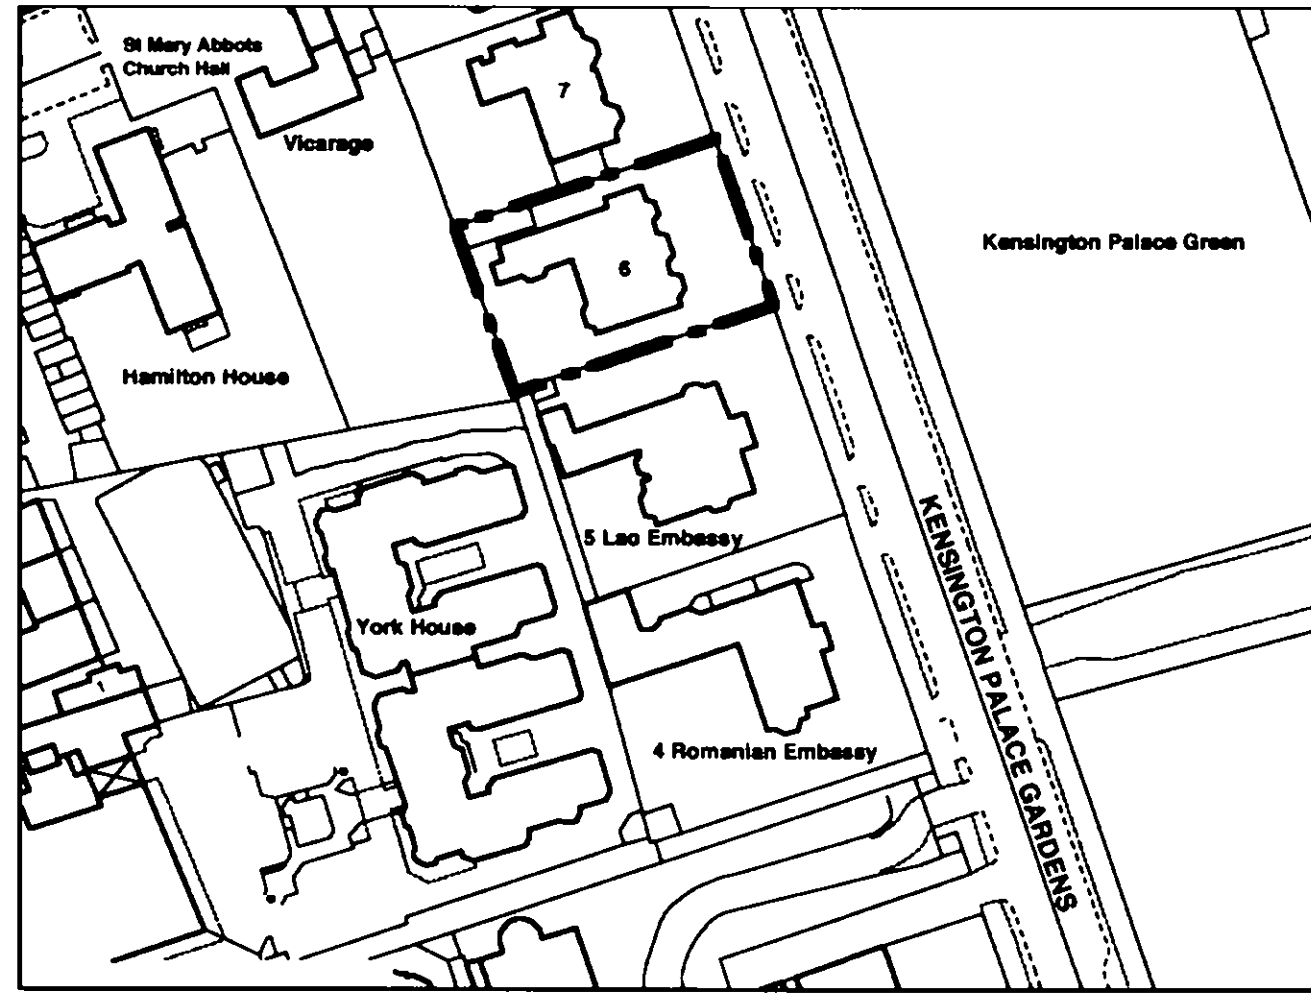 St Mary Abbots
Church Hall
Vicarage
7
6
Kensington Palace Green
Hamilton House
5 Lao Embassy
York House
4 Romanian Embassy
KENSINGTON PALACE GARDENS